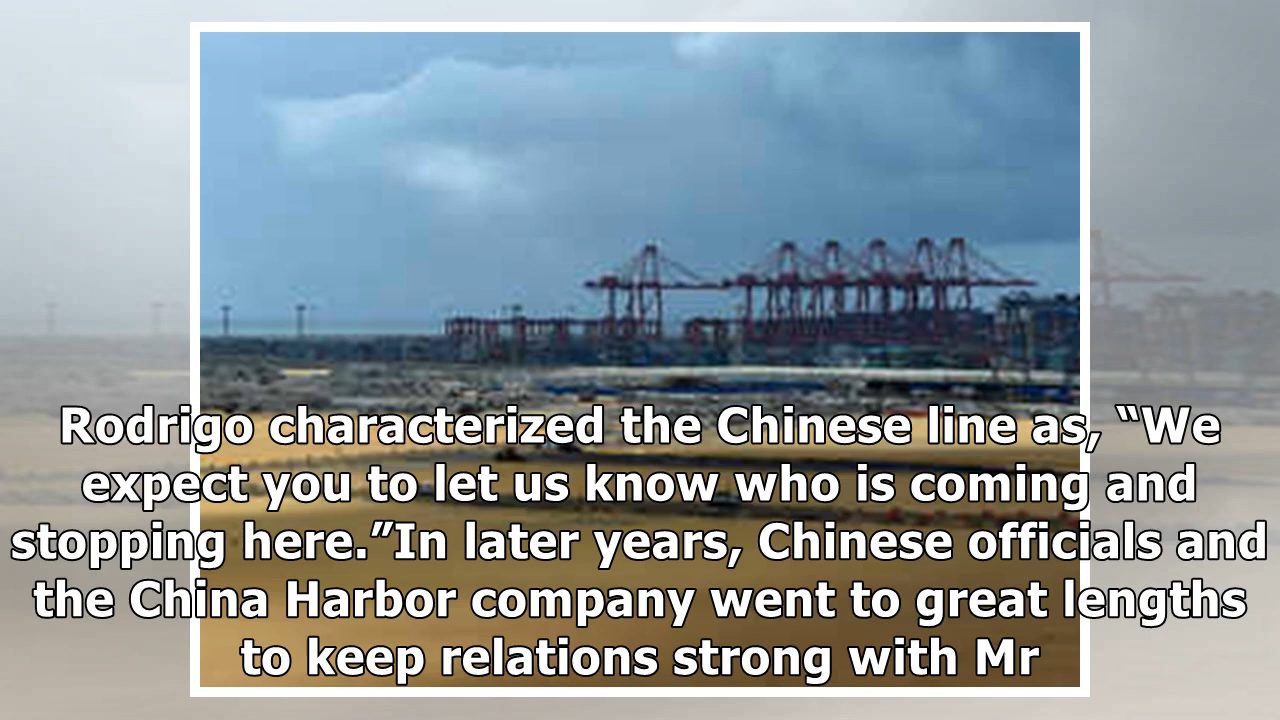 Rodrigo characterized the Chinese line as, “We
expect you to let us know who is coming and
stopping here.”In later years, Chinese officials and
the China Harbor company went to great lengths
to keep relations strong with Mr